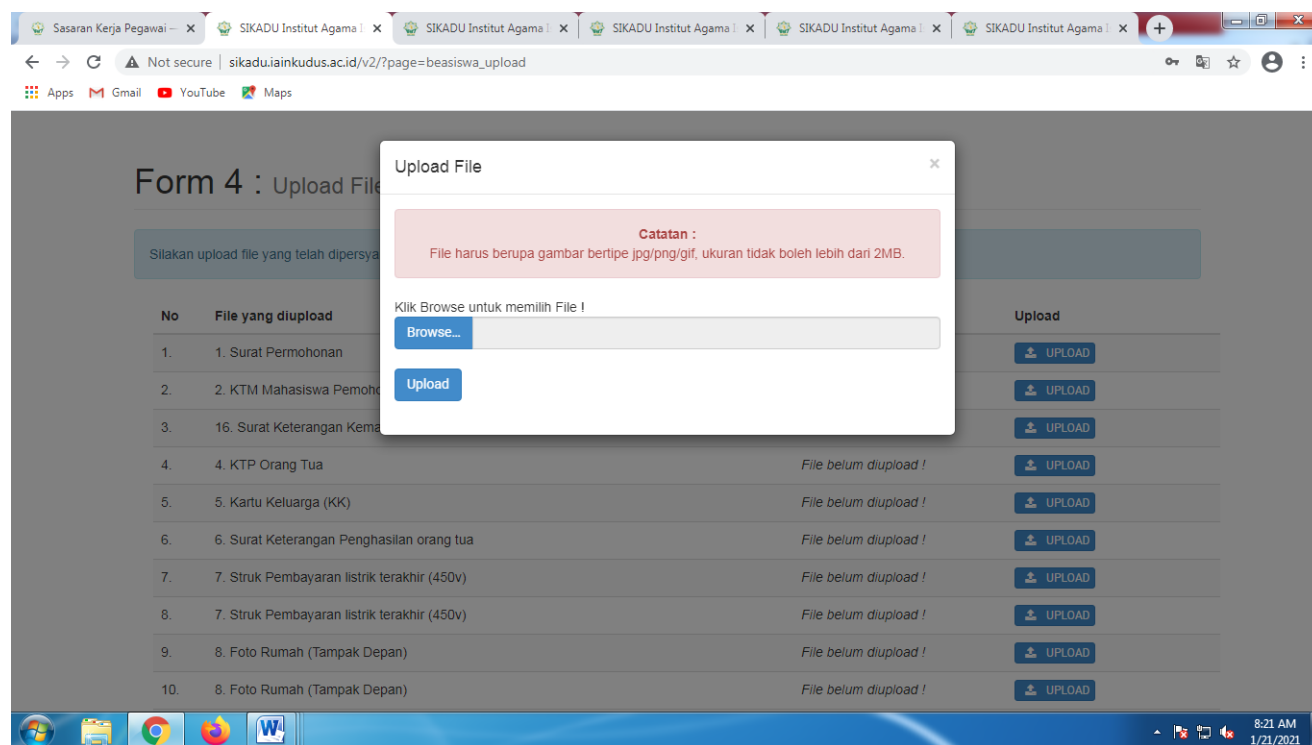 Sasaran Kerja Pegawai —
SIKADU Institut Agama I
SIKADU Institut Agama I
SIKADU Institut Agama I
SIKADU Institut Agama I
SIKADU Institut Agama I
Not secure | sikadu.iainkudus.ac.id/v2/?page=beasiswa_upload
Apps Gmail YouTube Maps
Form 4 : Upload File
Silakan upload file yang telah dipersya
Upload File ×
Catatan :
File harus berupa gambar bertipe jpg/png/gif, ukuran tidak boleh lebih dari 2MB.
Klik Browse untuk memilih File !
Browse...
Upload
No File yang diupload Upload
1. 1. Surat Permohonan UPLOAD
2. 2. KTM Mahasiswa Pemoho UPLOAD
3. 16. Surat Keterangan Kema UPLOAD
4. 4. KTP Orang Tua File belum diupload ! UPLOAD
5. 5. Kartu Keluarga (KK) File belum diupload ! UPLOAD
6. 6. Surat Keterangan Penghasilan orang tua File belum diupload ! UPLOAD
7. 7. Struk Pembayaran listrik terakhir (450v) File belum diupload ! UPLOAD
8. 7. Struk Pembayaran listrik terakhir (450v) File belum diupload ! UPLOAD
9. 8. Foto Rumah (Tampak Depan) File belum diupload ! UPLOAD
10. 8. Foto Rumah (Tampak Depan) File belum diupload ! UPLOAD
8:21 AM
1/21/2021